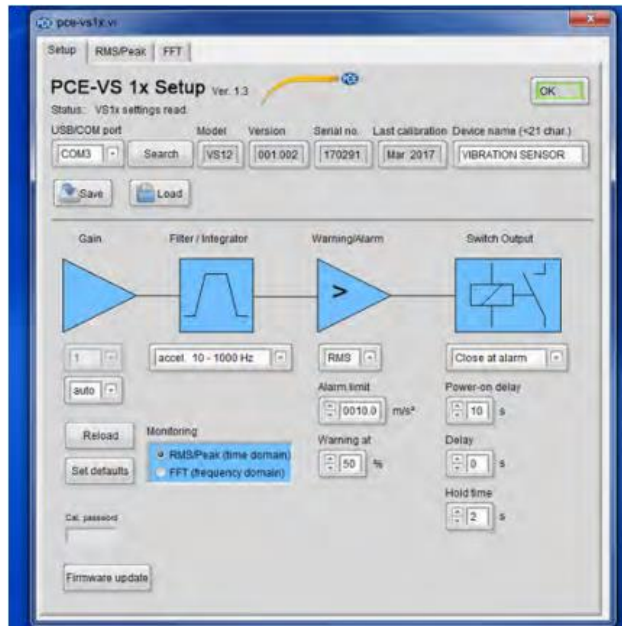 pce-vs1x.vi
Setup RMS/Peak FFT
PCE-VS 1x Setup Ver. 1.3
PCE
OK
Status: VS1x settings read.
USB/COM port Model Version Serial no. Last calibration Device name (<21 char.)
COM3 Search VS12 001.002 170291 Mar 2017 VIBRATION SENSOR
Save Load
Gain Filter / Integrator Warning/Alarm Switch Output
>
1 accel. 10 - 1000 Hz RMS Close at alarm
auto
Alarm limit Power-on delay
0010.0 m/s² 10 s
Reload Monitoring Warning at Delay
RMS/Peak (time domain)
Set defaults FFT (frequency domain) 50 % 0 s
Hold time
2 s
Cal. password
Firmware update